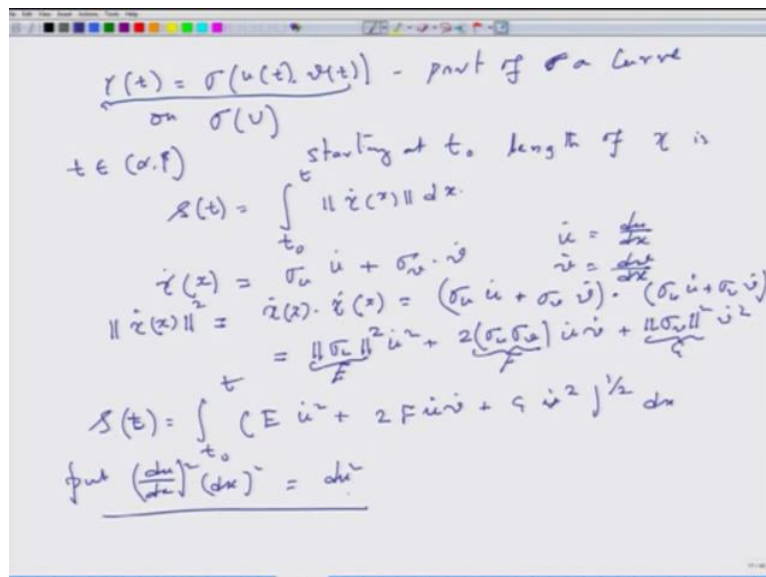 γ(t) = σ(u(t), v(t)) - part of a curve
on σ(U)
t ∈ (α, β) starting at t₀ length of γ is
s(t) = ∫_{t₀}^{t} ||γ̇(x)|| dx.
γ̇(x) = σ_u u̇ + σ_v · v̇ u̇ = du/dx
v̇ = dv/dx
||γ̇(x)||² = γ̇(x) · γ̇(x) = (σ_u u̇ + σ_v v̇) · (σ_u u̇ + σ_v v̇)
= ||σ_u||² u̇² + 2(σ_u σ_v) u̇ v̇ + ||σ_v||² v̇²
E F G
s(t) = ∫_{t₀}^{t} (E u̇² + 2 F u̇ v̇ + G v̇²)^{1/2} dx
put (du/dx)² (dx)² = du²